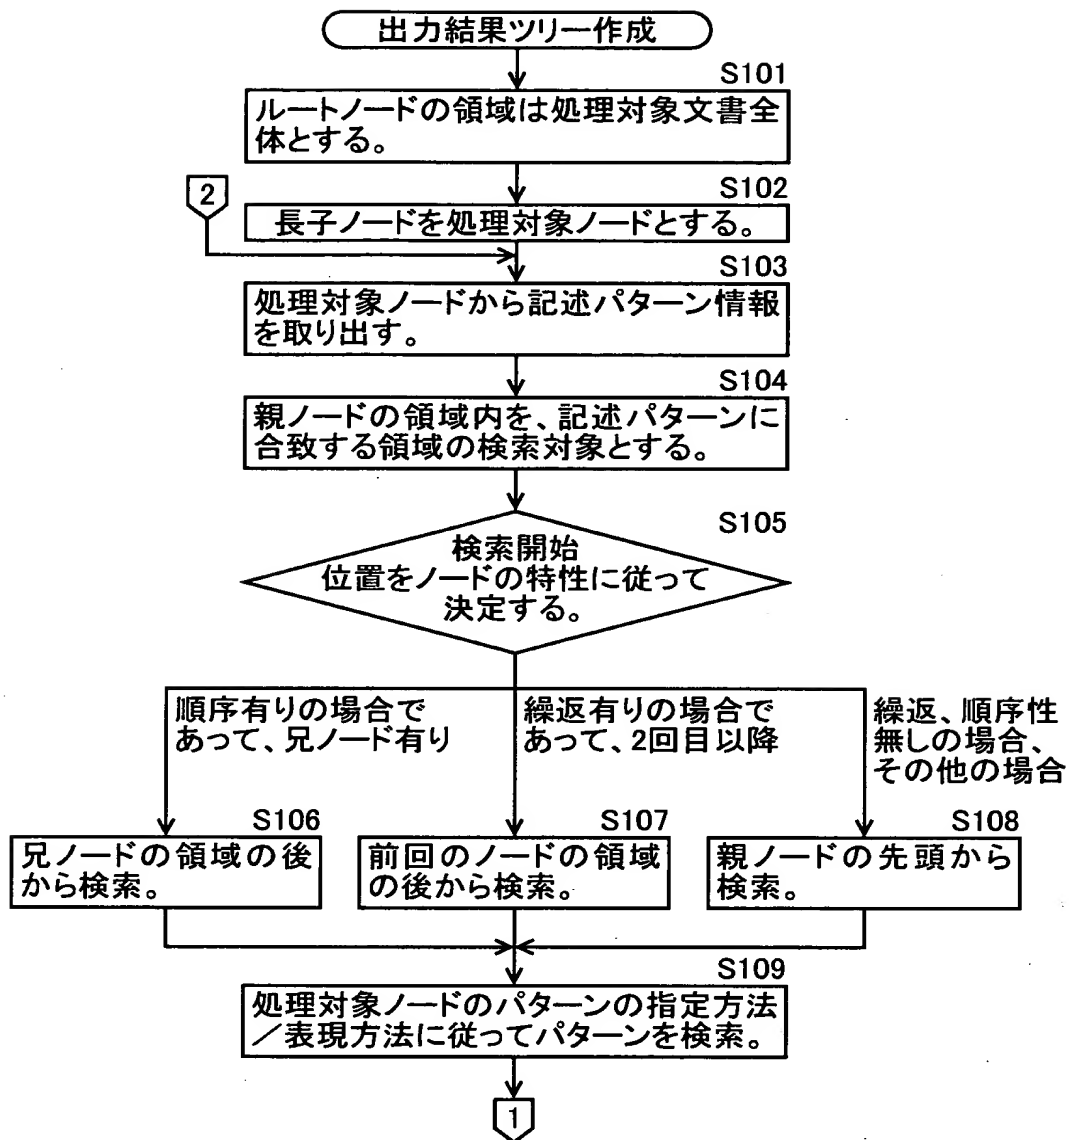 出力結果ツリー作成
S101
ルートノードの領域は処理対象文書全
体とする。
2
S102
長子ノードを処理対象ノードとする。
S103
処理対象ノードから記述パターン情報
を取り出す。
S104
親ノードの領域内を、記述パターンに
合致する領域の検索対象とする。
S105
検索開始
位置をノードの特性に従って
決定する。
順序有りの場合で
あって、兄ノード有り
繰返有りの場合で
あって、2回目以降
繰返、順序性
無しの場合、
その他の場合
S106
兄ノードの領域の後
から検索。
S107
前回のノードの領域
の後から検索。
S108
親ノードの先頭から
検索。
S109
処理対象ノードのパターンの指定方法
／表現方法に従ってパターンを検索。
1